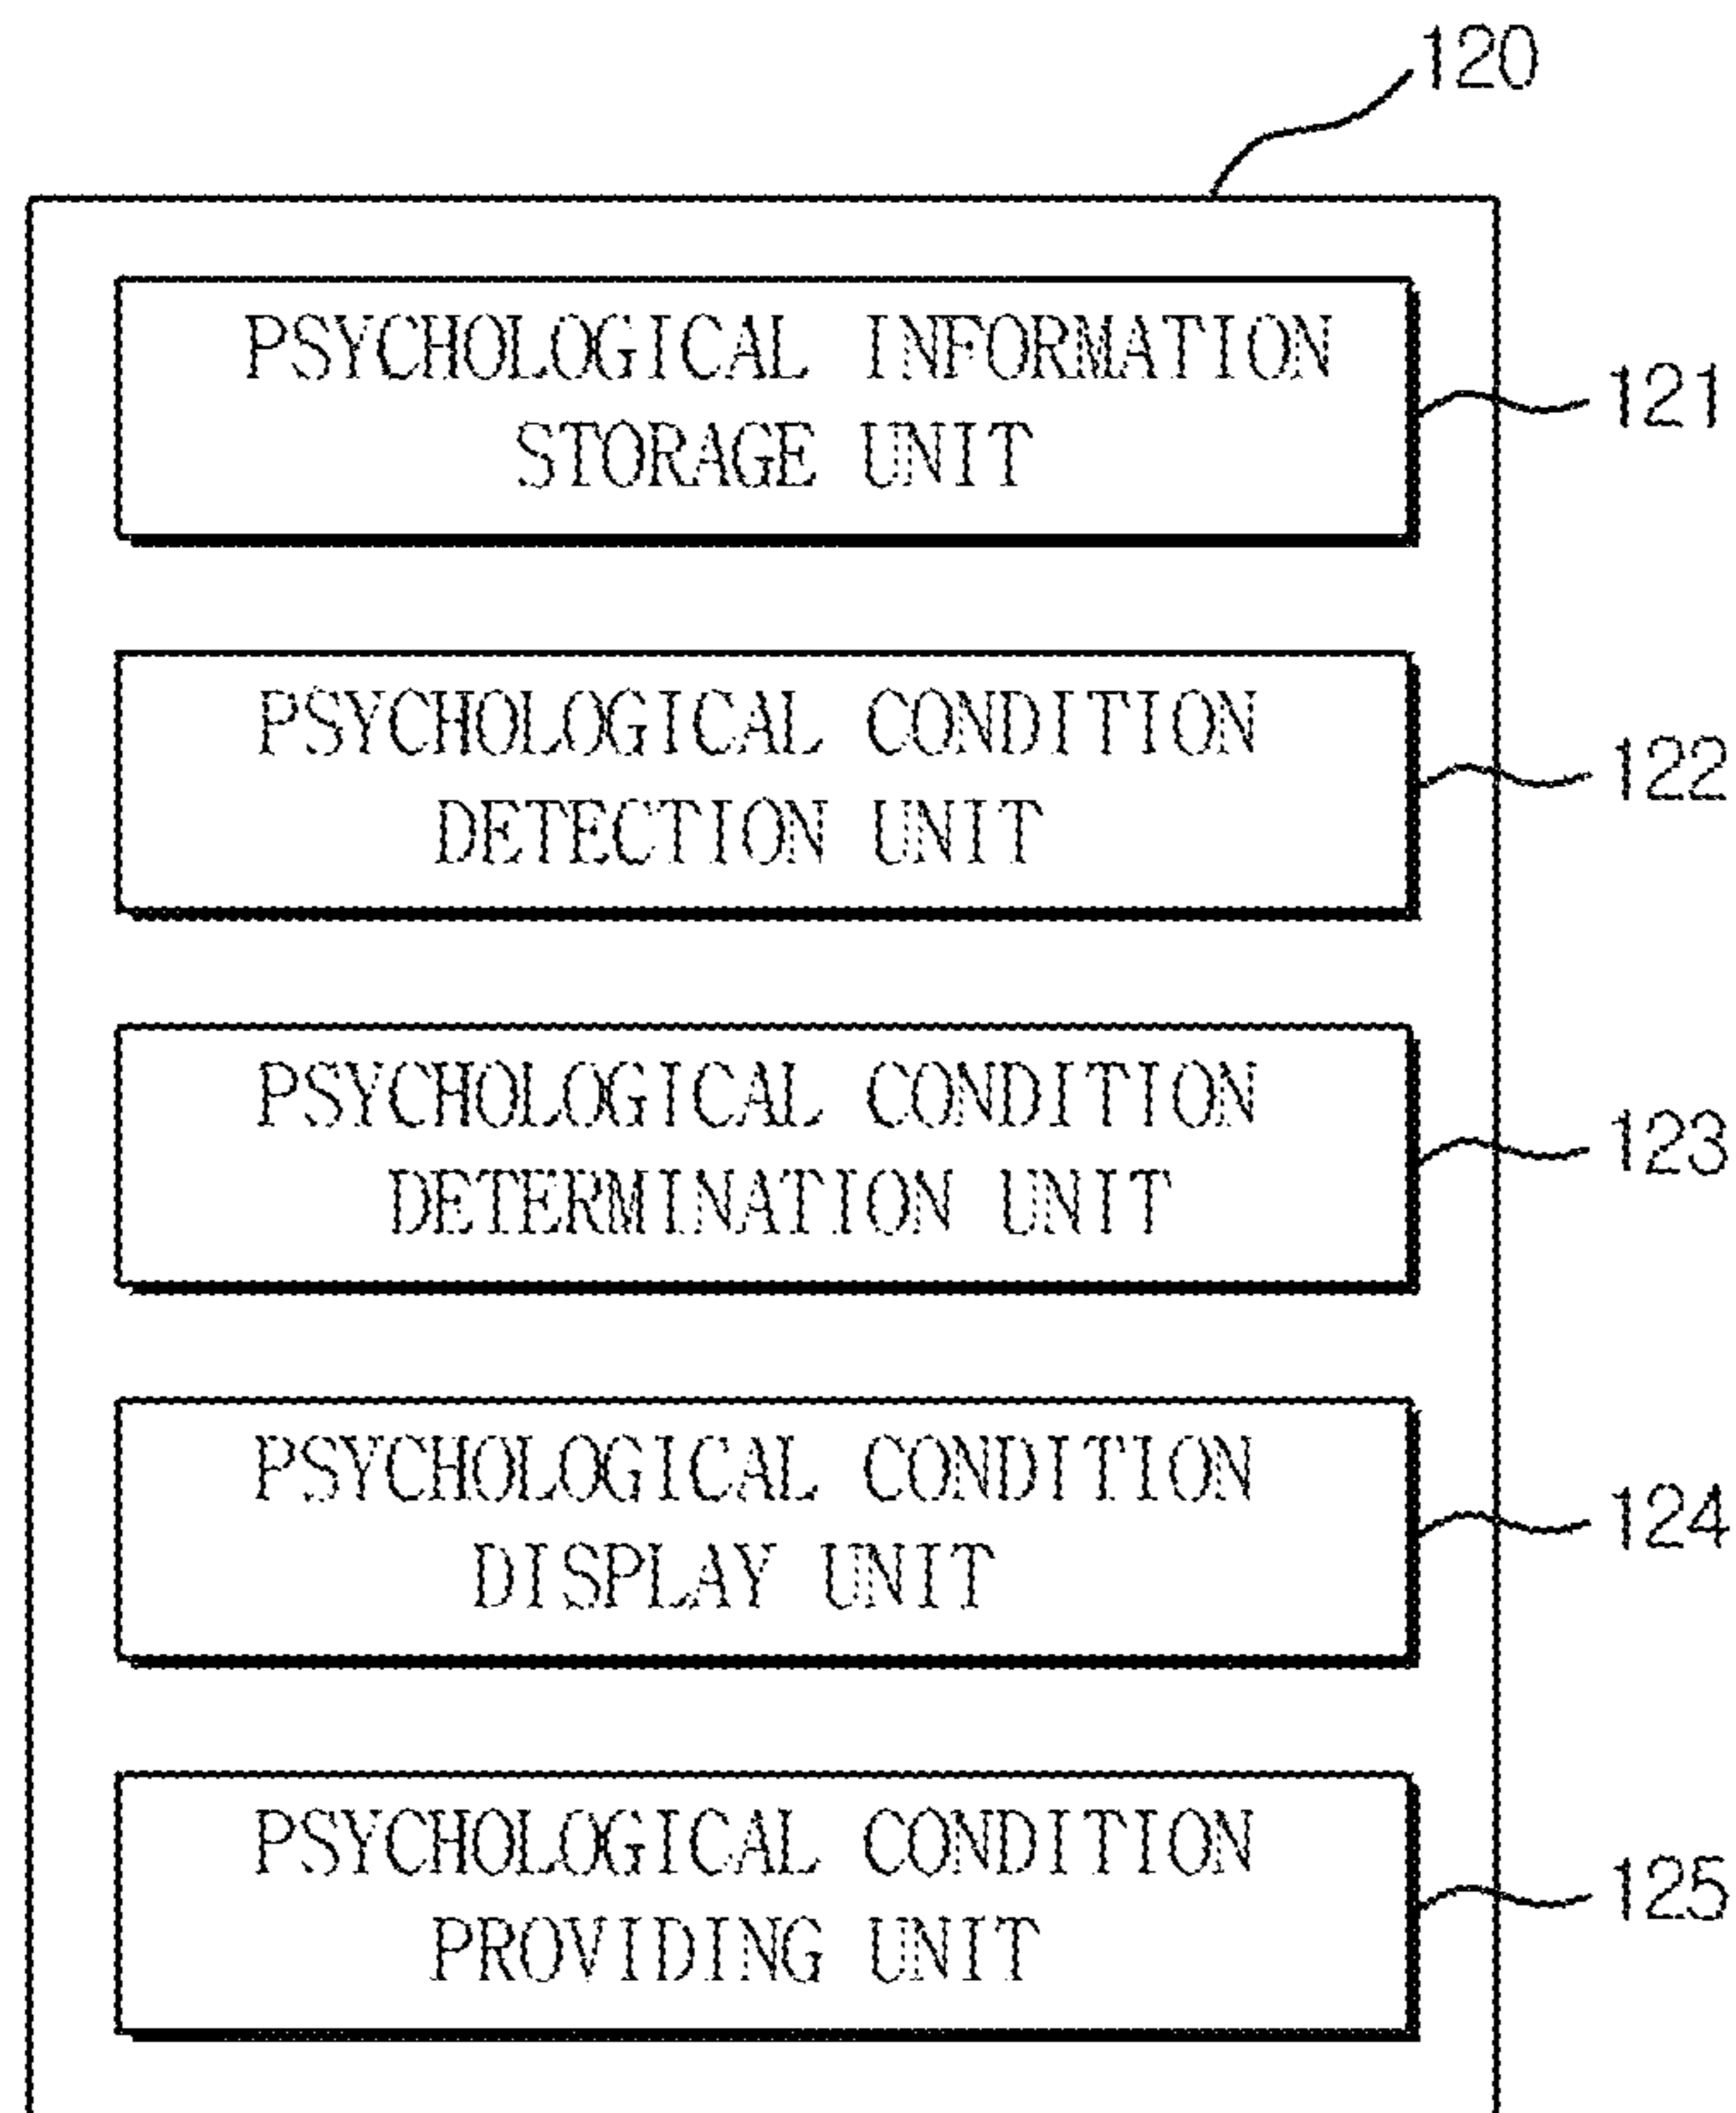 120
PSYCHOLOGICAL INFORMATION
STORAGE UNIT
121
PSYCHOLOGICAL CONDITION
DETECTION UNIT
122
PSYCHOLOGICAL CONDITION
DETERMINATION UNIT
123
PSYCHOLOGICAL CONDITION
DISPLAY UNIT
124
PSYCHOLOGICAL CONDITION
PROVIDING UNIT
125